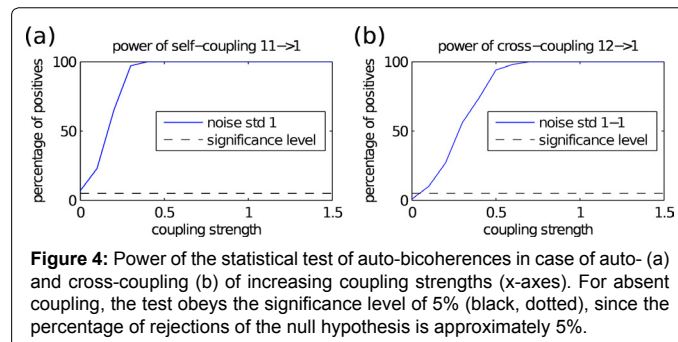 (a)
power of self-coupling 11->1
percentage of positives
100
50
0
0
0.5
1
1.5
coupling strength
noise std 1
significance level
(b)
power of cross-coupling 12->1
percentage of positives
100
50
0
0
0.5
1
1.5
coupling strength
noise std 1-1
significance level
Figure 4: Power of the statistical test of auto-bicoherences in case of auto- (a)
and cross-coupling (b) of increasing coupling strengths (x-axes). For absent
coupling, the test obeys the significance level of 5% (black, dotted), since the
percentage of rejections of the null hypothesis is approximately 5%.